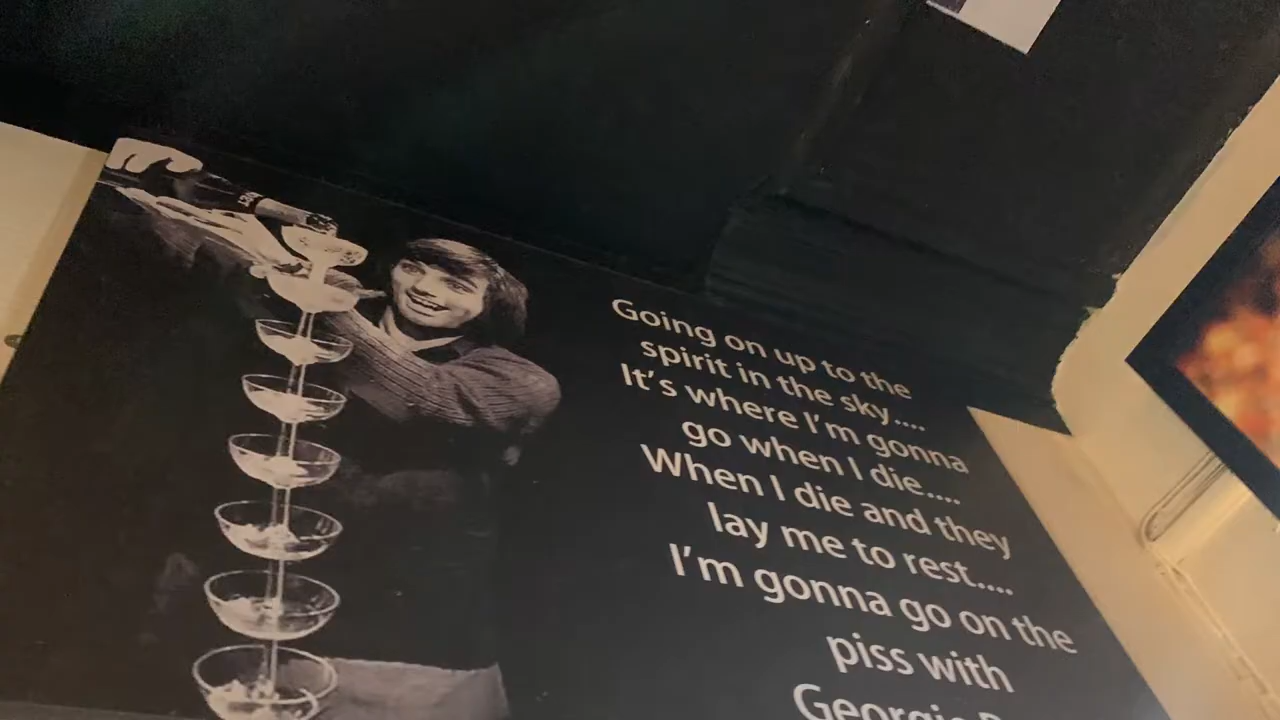 Going on up to the
spirit in the sky....
It's where I'm gonna
go when I die....
When I die and they
lay me to rest....
I'm gonna go on the
piss with
Georgie